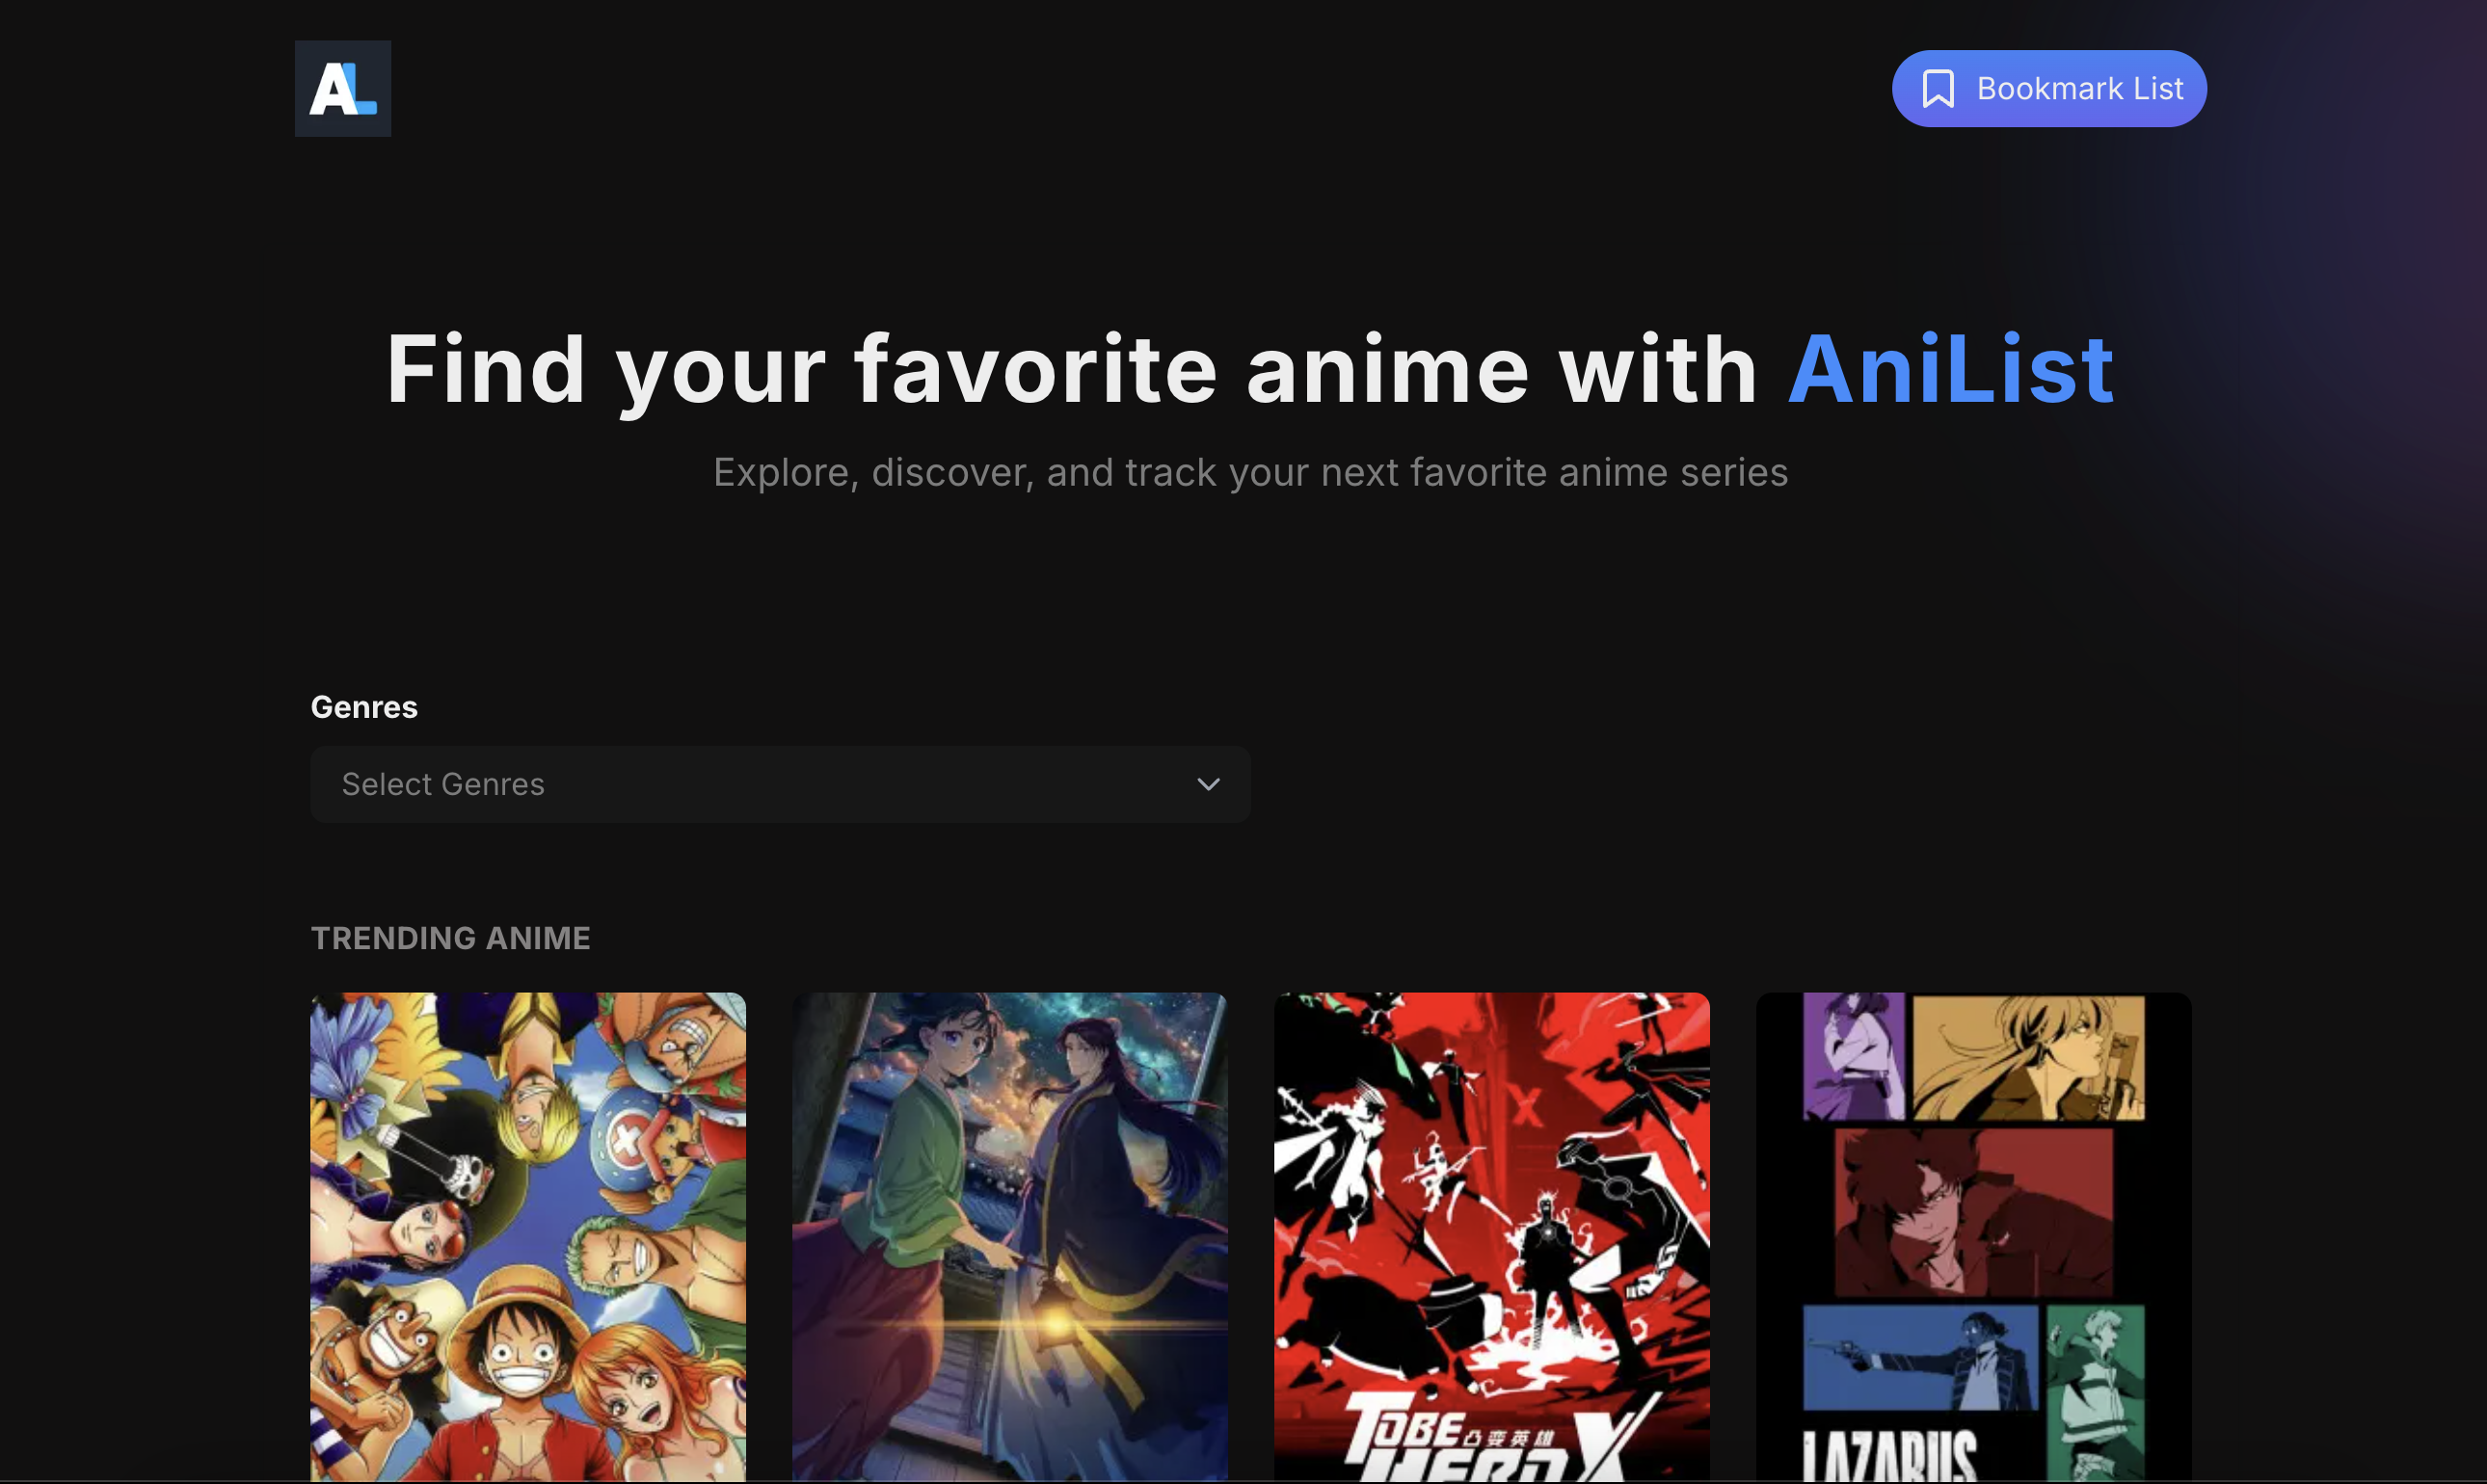 AL
Bookmark List
Find your favorite anime with AniList
Explore, discover, and track your next favorite anime series
Genres
Select Genres
TRENDING ANIME
X
TOBE 凸变英雄
HERO X
LAZARUS